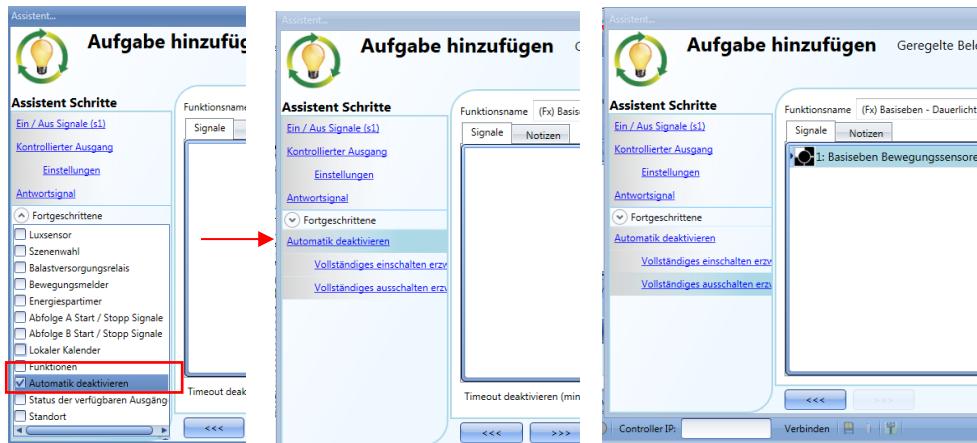 Assistent...
Aufgabe hinzufüg
Assistent Schritte
Ein / Aus Signale (s1)
Kontrollierter Ausgang
Einstellungen
Antwortsignal
Fortgeschrittene
Luxsensor
Szenenwahl
Balastversorgungsrelais
Bewegungsmelder
Energiespartimer
Abfolge A Start / Stopp Signale
Abfolge B Start / Stopp Signale
Lokaler Kalender
Funktionen
Automatik deaktivieren
Status der verfügbaren Ausgäng
Standort
Funktionsname
Signale
Timeout deak
<<<
Assistent...
Aufgabe hinzufügen
Assistent Schritte
Ein / Aus Signale (s1)
Kontrollierter Ausgang
Einstellungen
Antwortsignal
Fortgeschrittene
Automatik deaktivieren
Vollständiges einschalten erzw
Vollständiges ausschalten erzw
Funktionsname (Fx) Basise
Signale Notizen
Timeout deaktivieren (min
<<< >>>
Assistent...
Aufgabe hinzufügen Geregelte Bele
Assistent Schritte
Ein / Aus Signale (s1)
Kontrollierter Ausgang
Einstellungen
Antwortsignal
Fortgeschrittene
Automatik deaktivieren
Vollständiges einschalten erzw
Vollständiges ausschalten erzw
Funktionsname (Fx) Basiseben - Dauerlicht
Signale Notizen
1: Basiseben Bewegungssensore
<<< >>>
Controller IP: Verbinden